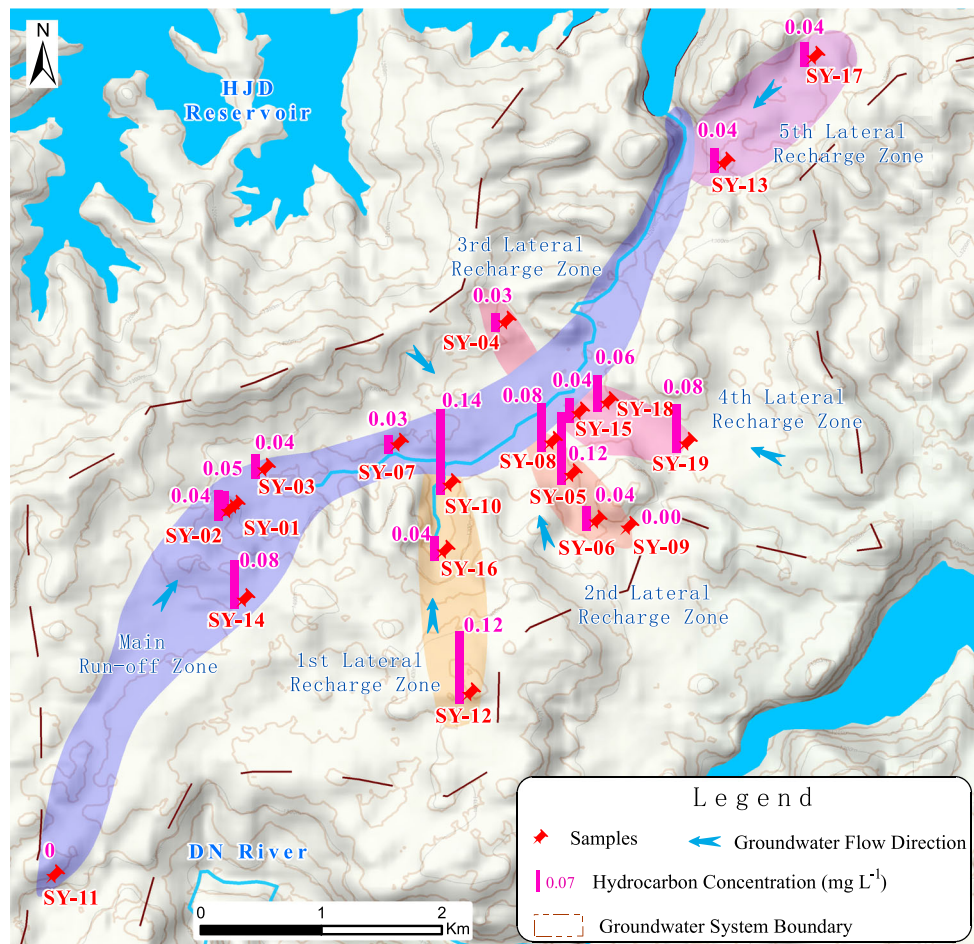 N
HJD
Reservoir
0.04
SY-17
5th Lateral
Recharge Zone
0.04
SY-13
3rd Lateral
Recharge Zone
0.03
SY-04
0.06
0.04
0.08
0.08
0.14
SY-18
SY-15
4th Lateral
Recharge Zone
0.03
SY-07
SY-08
SY-19
0.12
0.04
SY-03
0.05
0.04
SY-02
SY-01
SY-10
SY-05
0.04
0.00
SY-06
SY-09
0.04
SY-16
0.08
SY-14
2nd Lateral
Recharge Zone
0.12
Main
Run-off Zone
1st Lateral
Recharge Zone
SY-12
0
SY-11
DN River
0
1
2
Km
Legend
Samples
Groundwater Flow Direction
0.07
Hydrocarbon Concentration (mg L-1)
Groundwater System Boundary